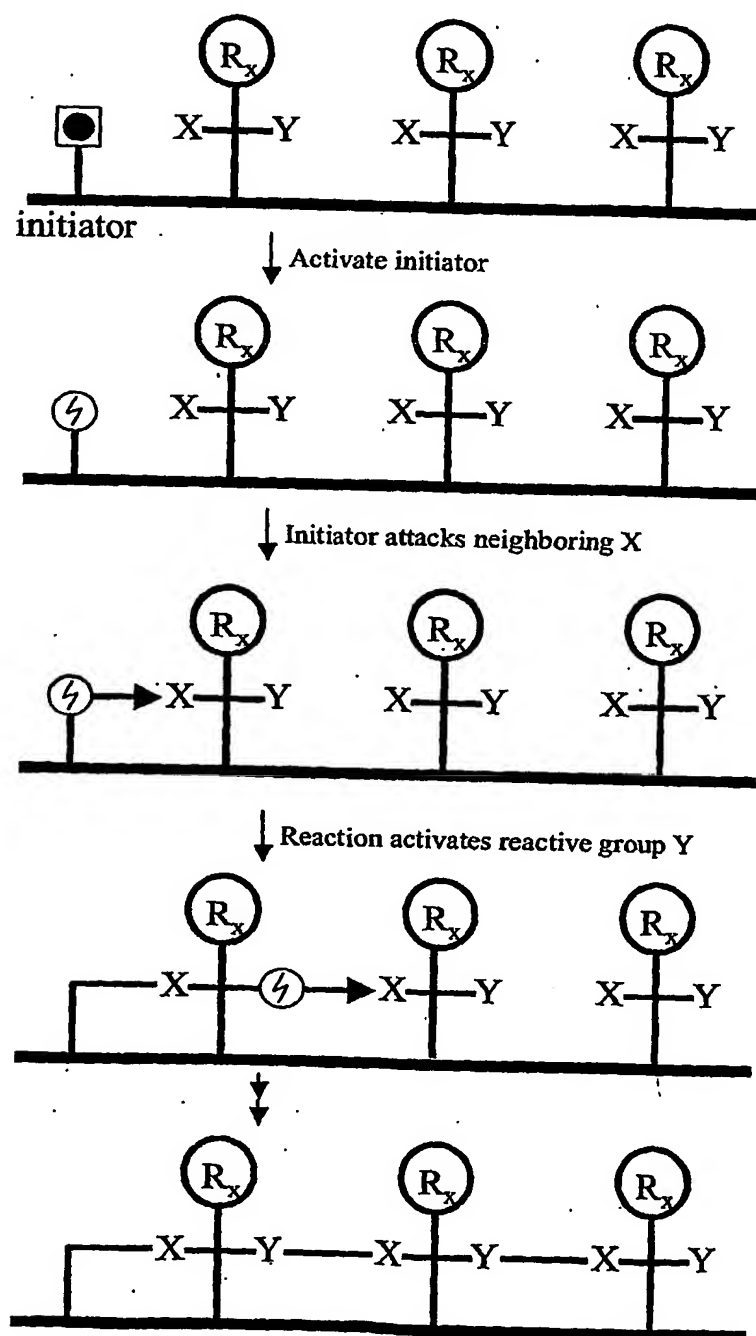 Rx Rx Rx
X Y X Y X Y
initiator
Activate initiator
Rx Rx Rx
X Y X Y X Y
Initiator attacks neighboring X
Rx Rx Rx
X Y X Y X Y
Reaction activates reactive group Y
Rx Rx Rx
X X Y X Y
Rx Rx Rx
X Y X Y X Y